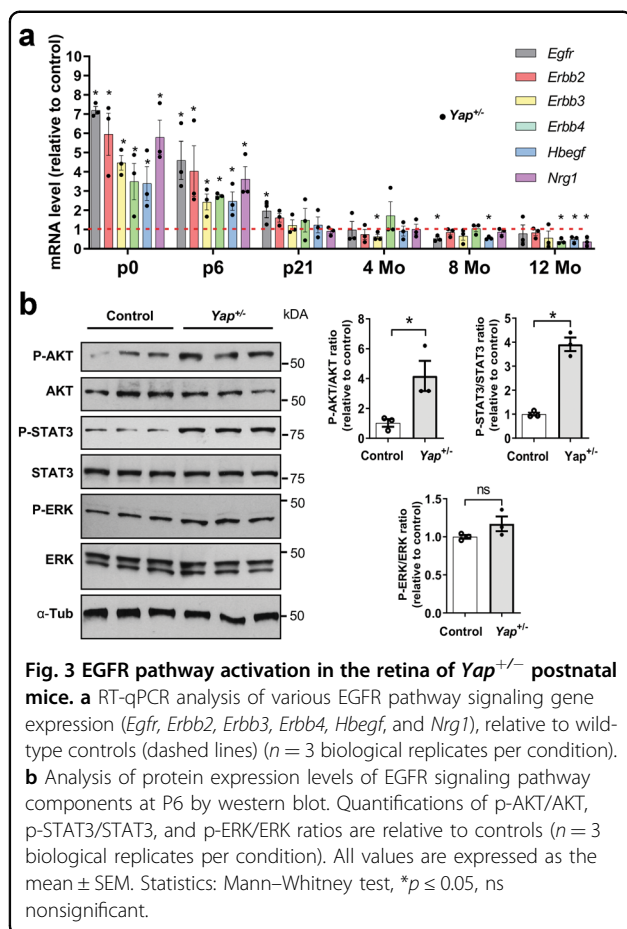 a
mRNA level (relative to control)
10
9
8
7
6
5
4
3
2
1
0
* * * * * *
* * * * * *
*
*
* *
* * *
p0 p6 p21 4 Mo 8 Mo 12 Mo
Egfr
Erbb2
Erbb3
Erbb4
Hbegf
Nrg1
Yap+/-
b
Control Yap+/- kDA
P-AKT 50
AKT 50
P-STAT3 75
STAT3 75
P-ERK 50
ERK 50
α-Tub 50
P-AKT/AKT ratio
(relative to control)
8
6
4
2
0
*
Control Yap+/-
P-STAT3/STAT3 ratio
(relative to control)
5
4
3
2
1
0
*
Control Yap+/-
P-ERK/ERK ratio
(relative to control)
1.5
1.0
0.5
0.0
ns
Control Yap+/-
Fig. 3 EGFR pathway activation in the retina of Yap+/− postnatal
mice. a RT-qPCR analysis of various EGFR pathway signaling gene
expression (Egfr, Erbb2, Erbb3, Erbb4, Hbegf, and Nrg1), relative to wild-
type controls (dashed lines) (n = 3 biological replicates per condition).
b Analysis of protein expression levels of EGFR signaling pathway
components at P6 by western blot. Quantifications of p-AKT/AKT,
p-STAT3/STAT3, and p-ERK/ERK ratios are relative to controls (n = 3
biological replicates per condition). All values are expressed as the
mean ± SEM. Statistics: Mann–Whitney test, *p ≤ 0.05, ns
nonsignificant.